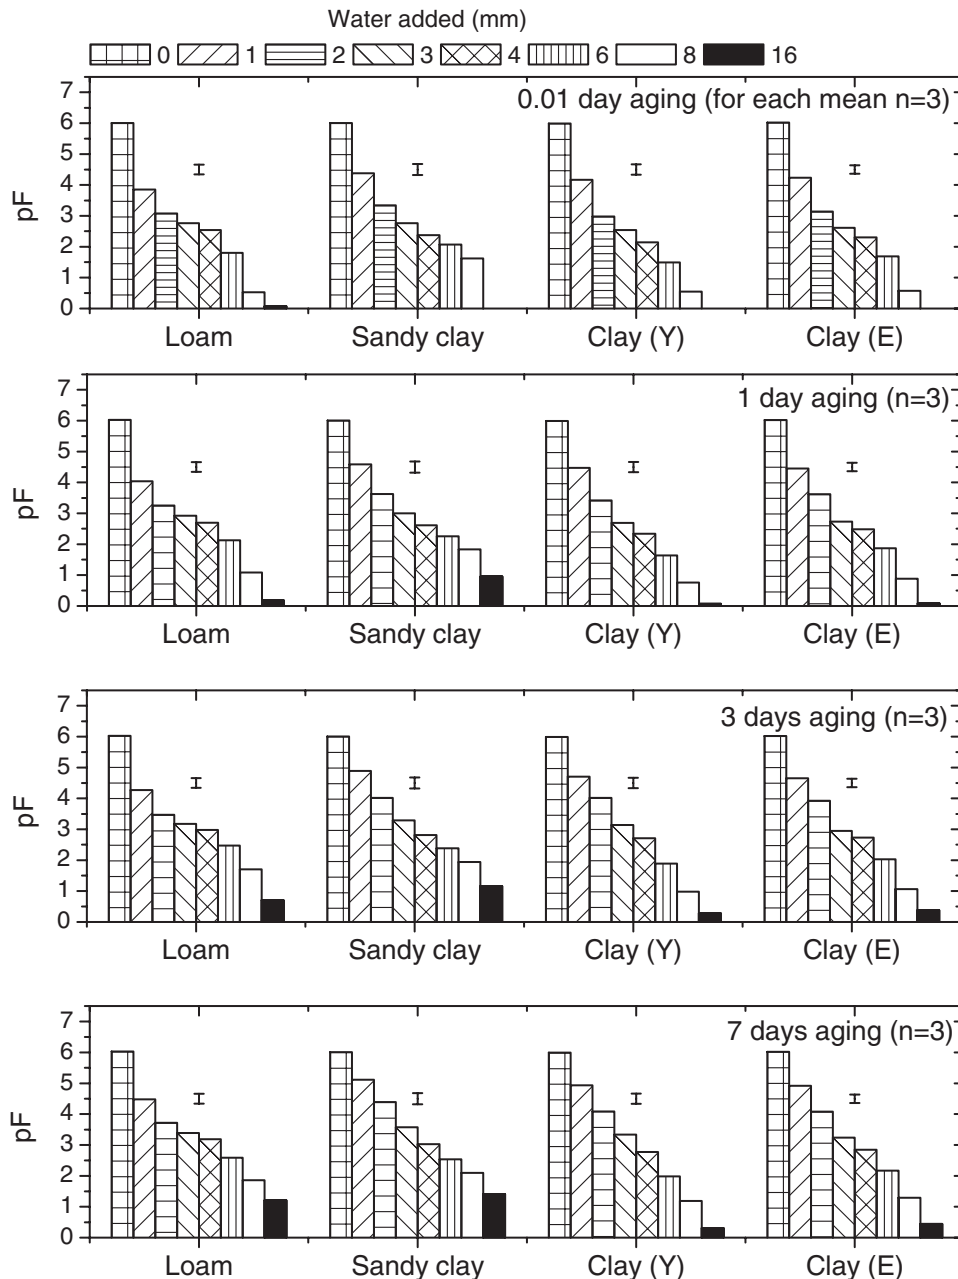 Water added (mm)
0 1 2 3 4 6 8 16
0.01 day aging (for each mean n=3)
7
6
5
4
3
2
1
0
pF
Loam Sandy clay Clay (Y) Clay (E)
1 day aging (n=3)
7
6
5
4
3
2
1
0
pF
Loam Sandy clay Clay (Y) Clay (E)
3 days aging (n=3)
7
6
5
4
3
2
1
0
pF
Loam Sandy clay Clay (Y) Clay (E)
7 days aging (n=3)
7
6
5
4
3
2
1
0
pF
Loam Sandy clay Clay (Y) Clay (E)